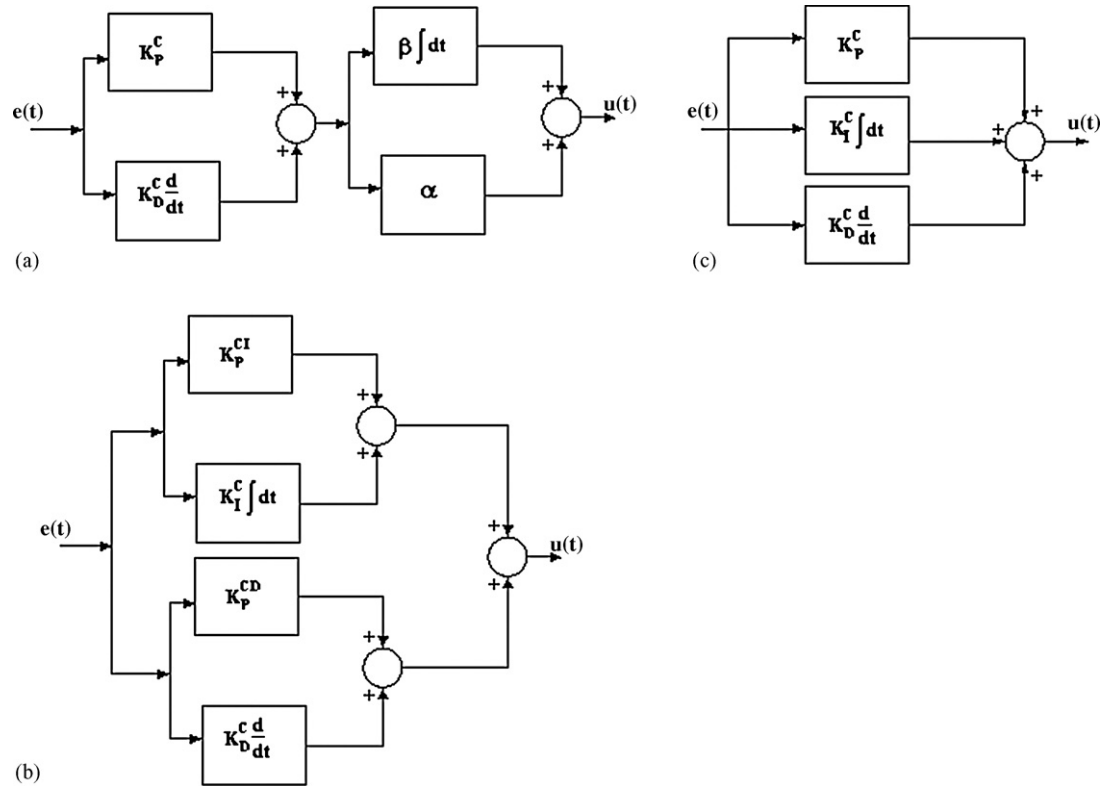 K_P^C
β∫dt
e(t)
+
+
+
+
u(t)
K_D^C d/dt
α
(a)
K_P^C
e(t)
K_I^C ∫dt
+
+
+
u(t)
K_D^C d/dt
(c)
K_P^CI
+
+
K_I^C ∫dt
e(t)
+
+
u(t)
K_P^CD
+
+
K_D^C d/dt
(b)